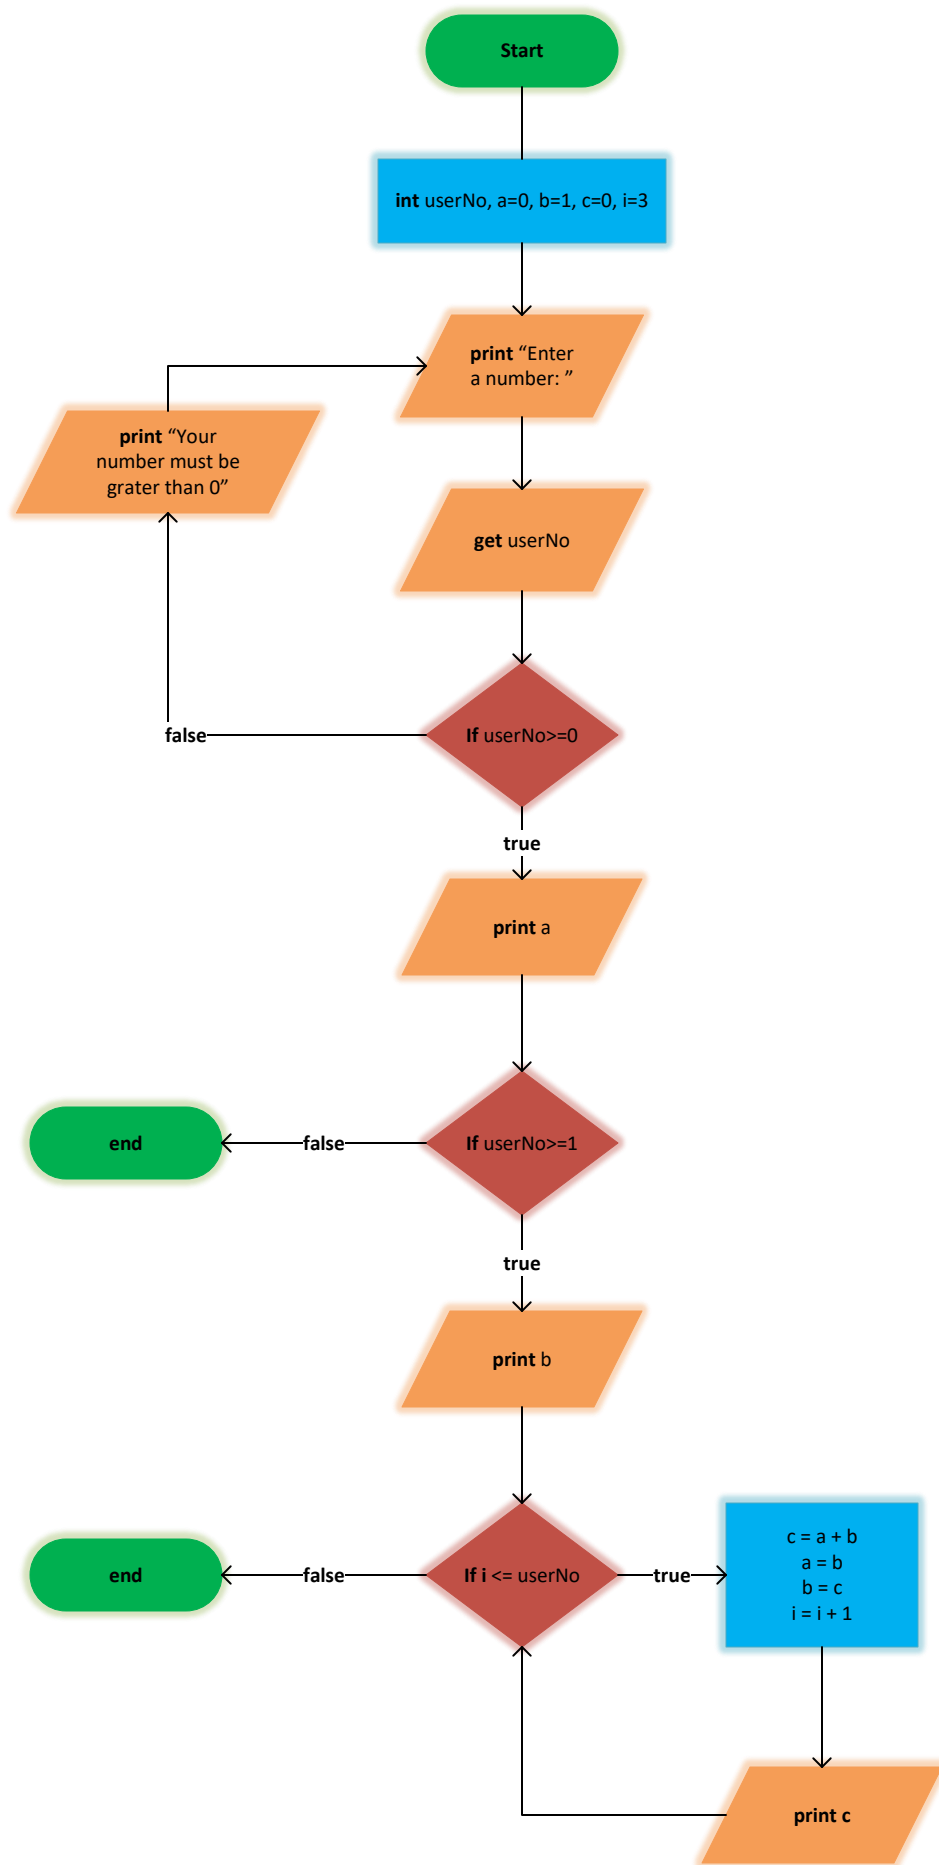 Start
int userNo, a=0, b=1, c=0, i=3
print “Enter
a number: ”
print “Your
number must be
grater than 0”
get userNo
If userNo>=0
false
true
print a
If userNo>=1
false
end
true
print b
If i <= userNo
false
end
true
c = a + b
a = b
b = c
i = i + 1
print c